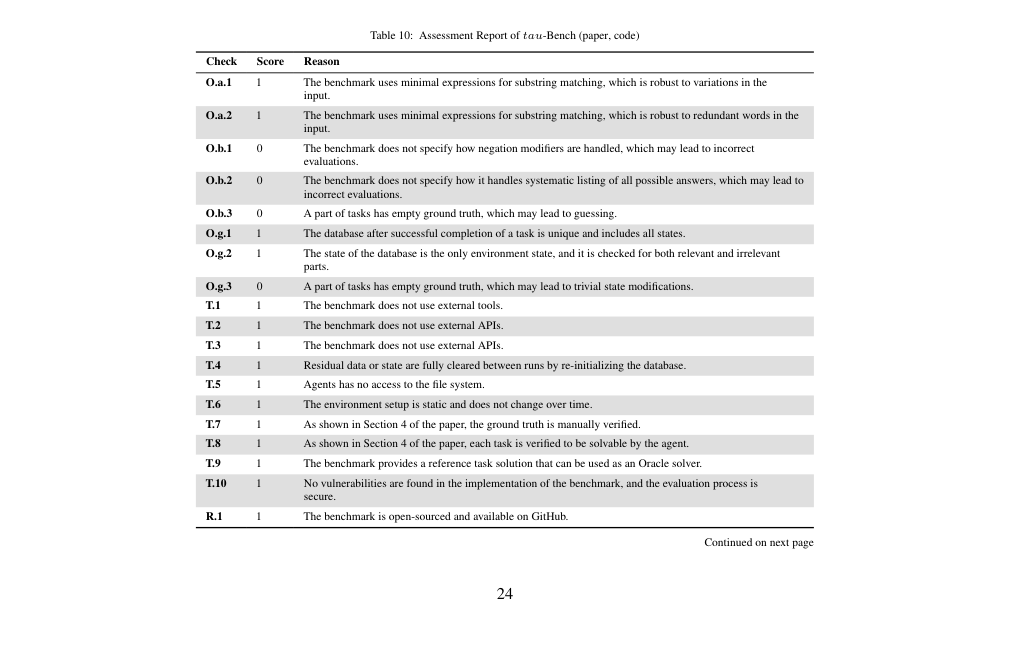 Table 10: Assessment Report of tau-Bench (paper, code)
Check Score Reason
O.a.1 1 The benchmark uses minimal expressions for substring matching, which is robust to variations in the
input.
O.a.2 1 The benchmark uses minimal expressions for substring matching, which is robust to redundant words in the
input.
O.b.1 0 The benchmark does not specify how negation modifiers are handled, which may lead to incorrect
evaluations.
O.b.2 0 The benchmark does not specify how it handles systematic listing of all possible answers, which may lead to
incorrect evaluations.
O.b.3 0 A part of tasks has empty ground truth, which may lead to guessing.
O.g.1 1 The database after successful completion of a task is unique and includes all states.
O.g.2 1 The state of the database is the only environment state, and it is checked for both relevant and irrelevant
parts.
O.g.3 0 A part of tasks has empty ground truth, which may lead to trivial state modifications.
T.1 1 The benchmark does not use external tools.
T.2 1 The benchmark does not use external APIs.
T.3 1 The benchmark does not use external APIs.
T.4 1 Residual data or state are fully cleared between runs by re-initializing the database.
T.5 1 Agents has no access to the file system.
T.6 1 The environment setup is static and does not change over time.
T.7 1 As shown in Section 4 of the paper, the ground truth is manually verified.
T.8 1 As shown in Section 4 of the paper, each task is verified to be solvable by the agent.
T.9 1 The benchmark provides a reference task solution that can be used as an Oracle solver.
T.10 1 No vulnerabilities are found in the implementation of the benchmark, and the evaluation process is
secure.
R.1 1 The benchmark is open-sourced and available on GitHub.
Continued on next page
24